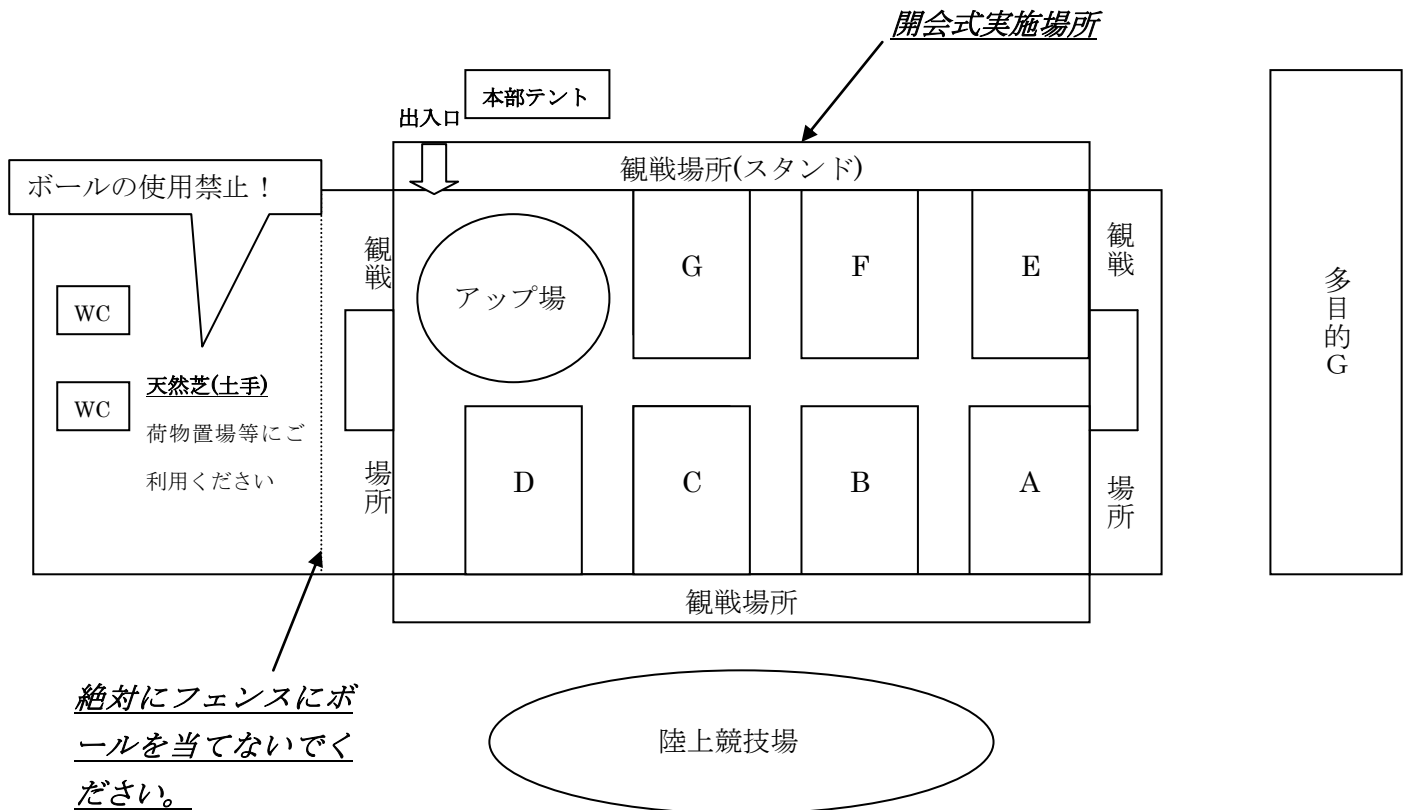 開会式実施場所
本部テント
出入口
観戦場所(スタンド)
ボールの使用禁止！
観戦
場所
アップ場
G
F
E
観戦
場所
多目的G
WC
WC
天然芝(土手)
荷物置場等にご
利用ください
D
C
B
A
観戦場所
絶対にフェンスにボ
ールを当てないでく
ださい。
陸上競技場